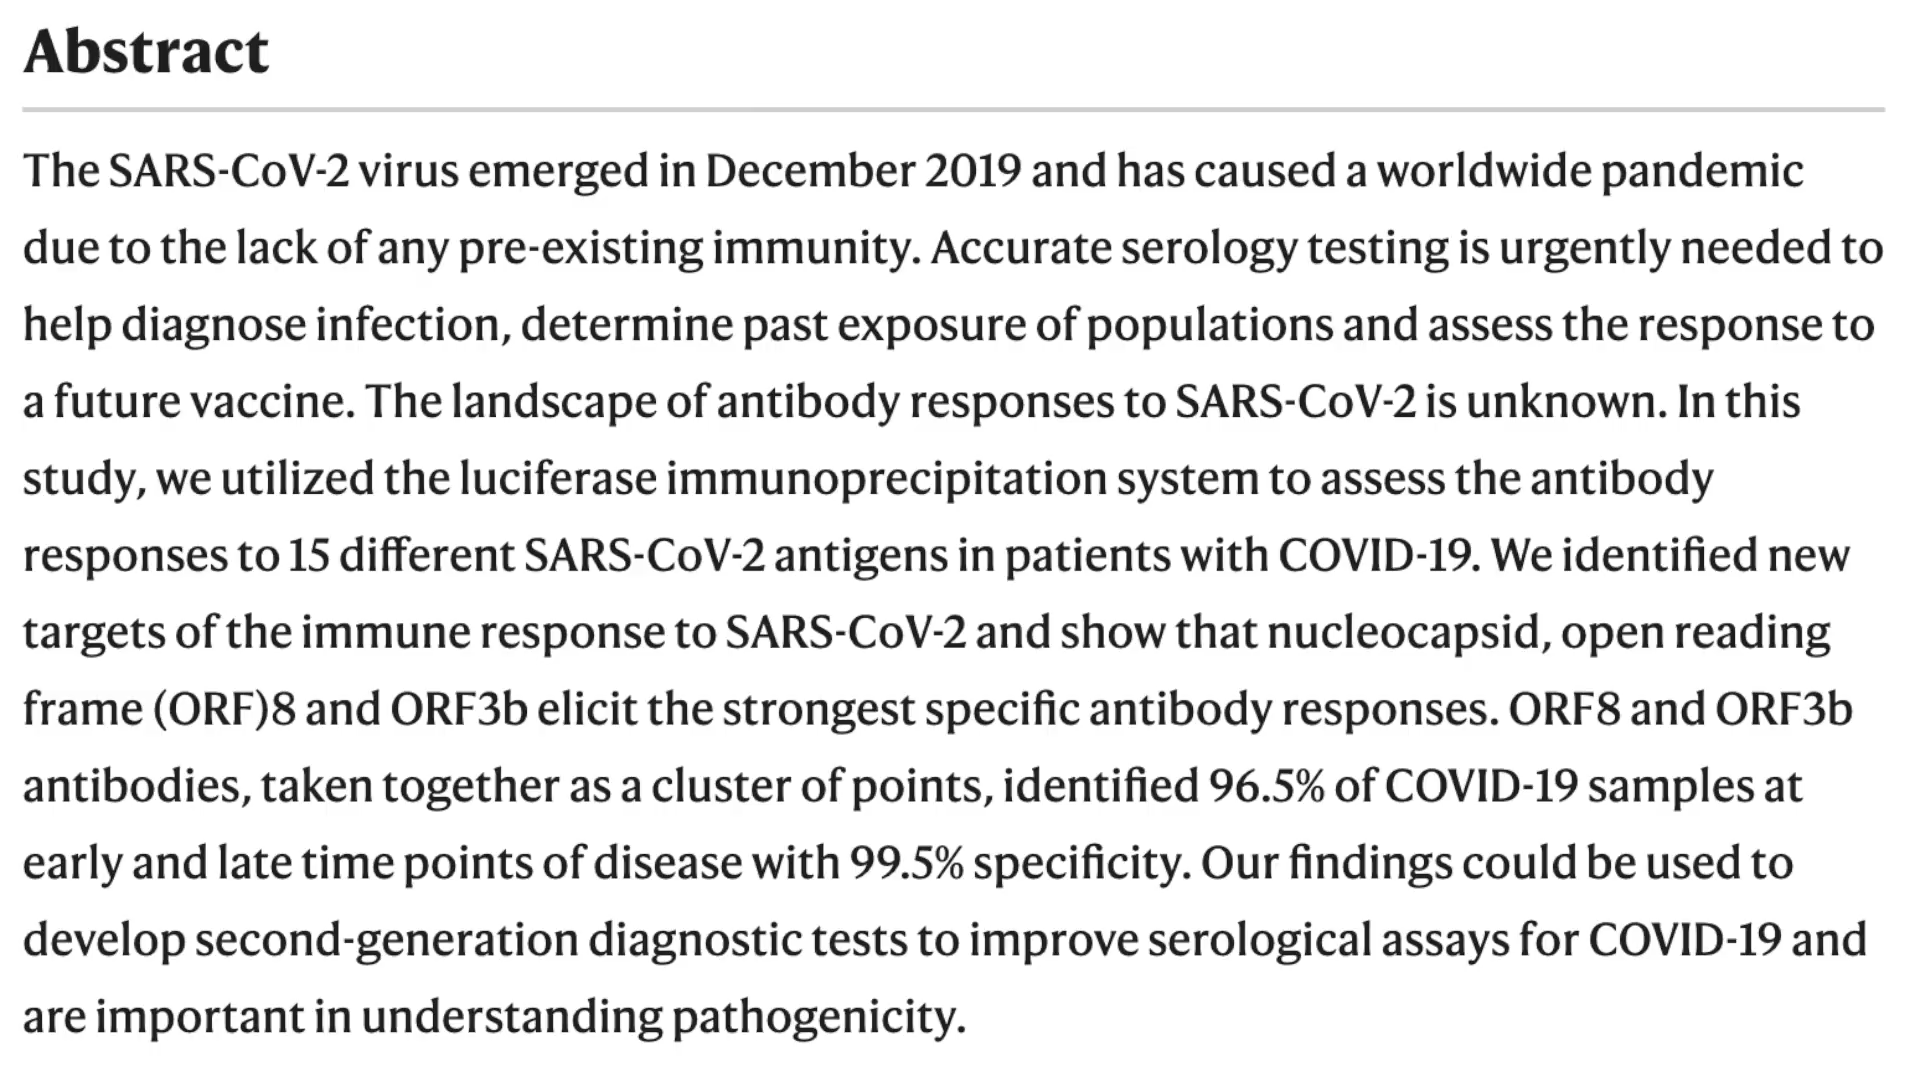 Abstract
The SARS-CoV-2 virus emerged in December 2019 and has caused a worldwide pandemic
due to the lack of any pre-existing immunity. Accurate serology testing is urgently needed to
help diagnose infection, determine past exposure of populations and assess the response to
a future vaccine. The landscape of antibody responses to SARS-CoV-2 is unknown. In this
study, we utilized the luciferase immunoprecipitation system to assess the antibody
responses to 15 different SARS-CoV-2 antigens in patients with COVID-19. We identified new
targets of the immune response to SARS-CoV-2 and show that nucleocapsid, open reading
frame (ORF)8 and ORF3b elicit the strongest specific antibody responses. ORF8 and ORF3b
antibodies, taken together as a cluster of points, identified 96.5% of COVID-19 samples at
early and late time points of disease with 99.5% specificity. Our findings could be used to
develop second-generation diagnostic tests to improve serological assays for COVID-19 and
are important in understanding pathogenicity.